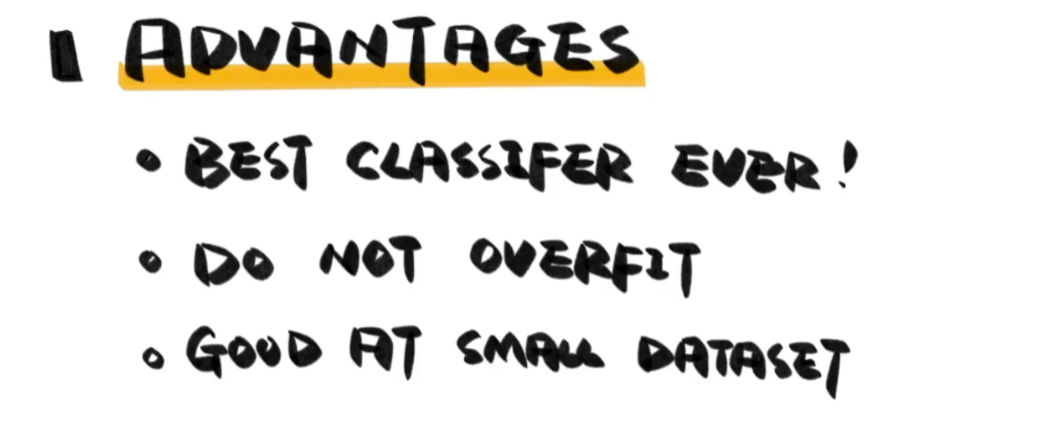 ADVANTAGES
• BEST CLASSIFER EVER!
• DO NOT OVERFIT
• GOOD AT SMALL DATASET